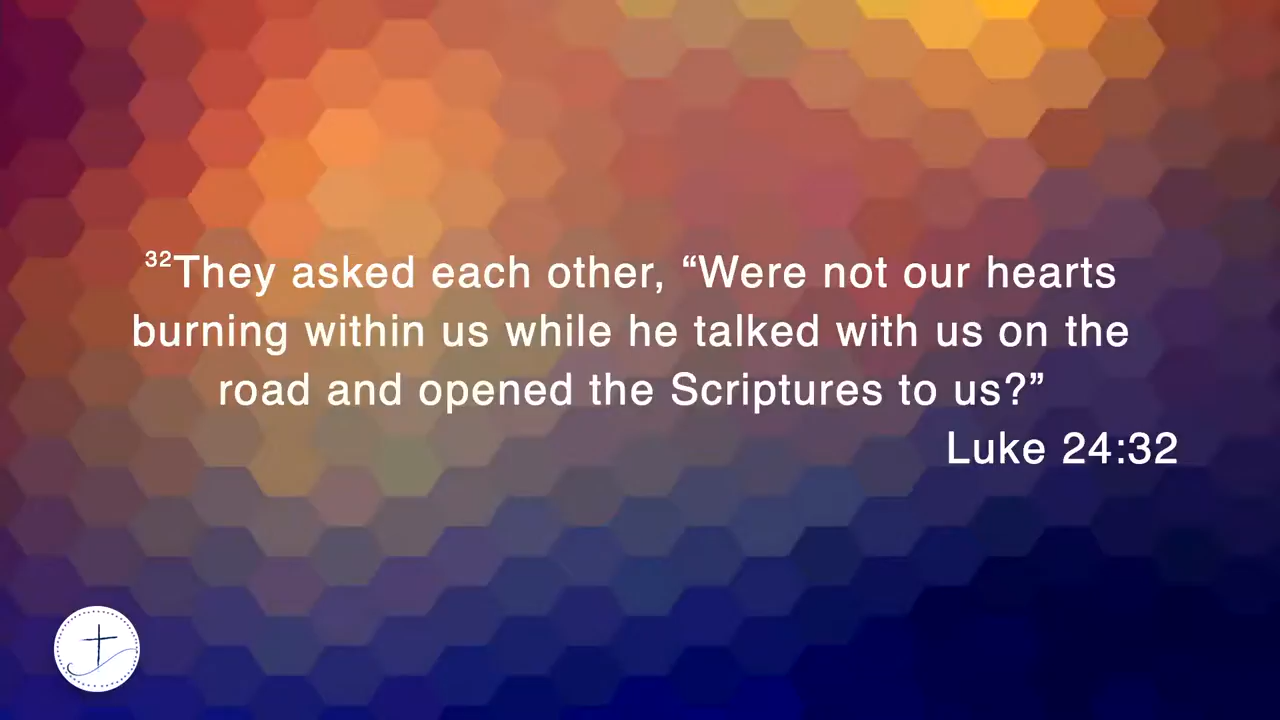 ³²They asked each other, “Were not our hearts
burning within us while he talked with us on the
road and opened the Scriptures to us?”
Luke 24:32